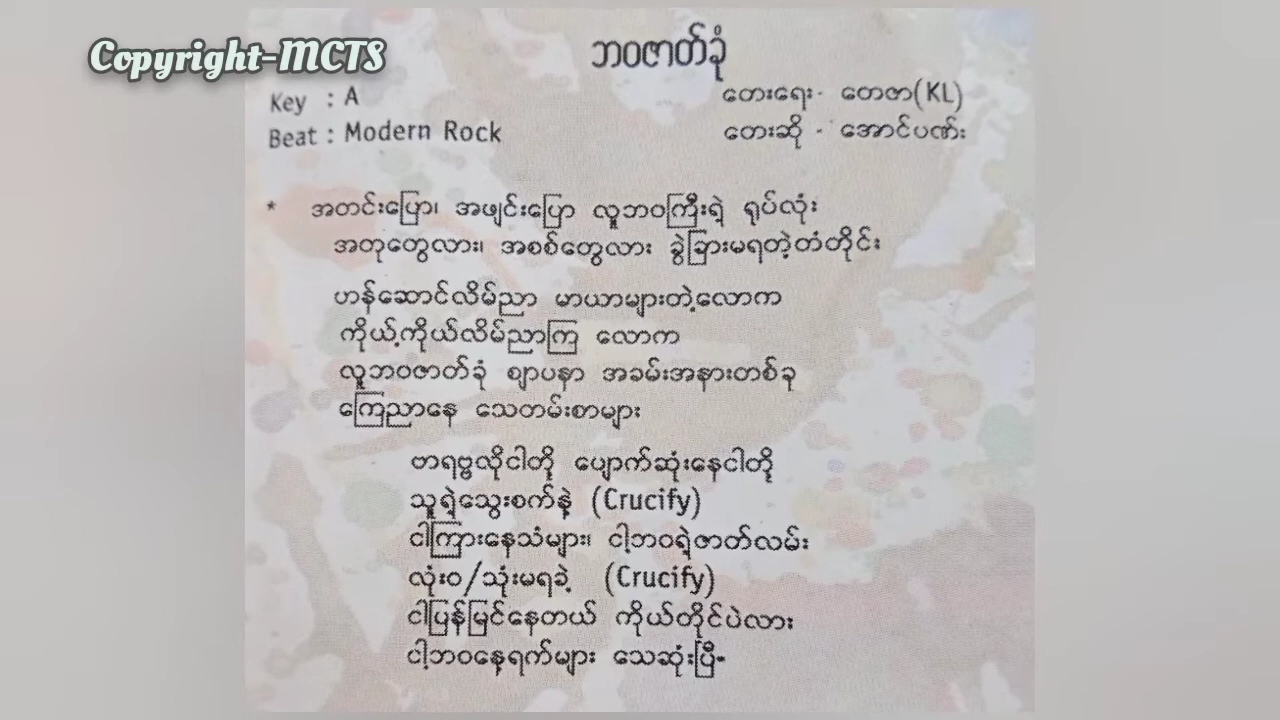 Copyright-MCTS
ဘဝဇာတ်ခုံ
Key : A
တေးရေး - တေဇာ(KL)
Beat : Modern Rock
တေးဆို - အောင်ပဏ်း
* အတင်းပြော၊ အဖျင်းပြော လူဘဝကြီးရဲ့ ရုပ်လုံး
အတုတွေလား၊ အစစ်တွေလား ခွဲခြားမရတဲ့တံတိုင်း
ဟန်ဆောင်လိမ်ညာ မာယာများတဲ့လောက
ကိုယ့်ကိုယ်လိမ်ညာကြ လောက
လူဘဝဇာတ်ခုံ စျာပနာ အခမ်းအနားတစ်ခု
ကြေညာနေ သေတမ်းစာများ
ဗာရဗ္ဗလိုငါတို့ ပျောက်ဆုံးနေငါတို့
သူရဲ့သွေးစက်နဲ့ (Crucify)
ငါကြားနေသံများ၊ ငါ့ဘဝရဲ့ဇာတ်လမ်း
လုံးဝ/သုံးမရခဲ့ (Crucify)
ငါပြန်မြင်နေတယ် ကိုယ်တိုင်ပဲလား
ငါ့ဘဝနေ့ရက်များ သေဆုံးပြီ-